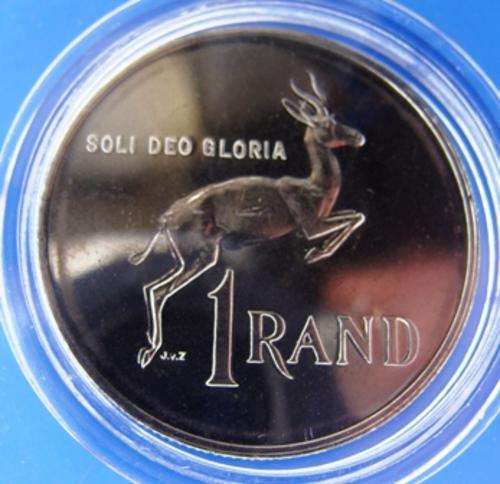 SOLI DEO GLORIA
J.v.Z
1 RAND